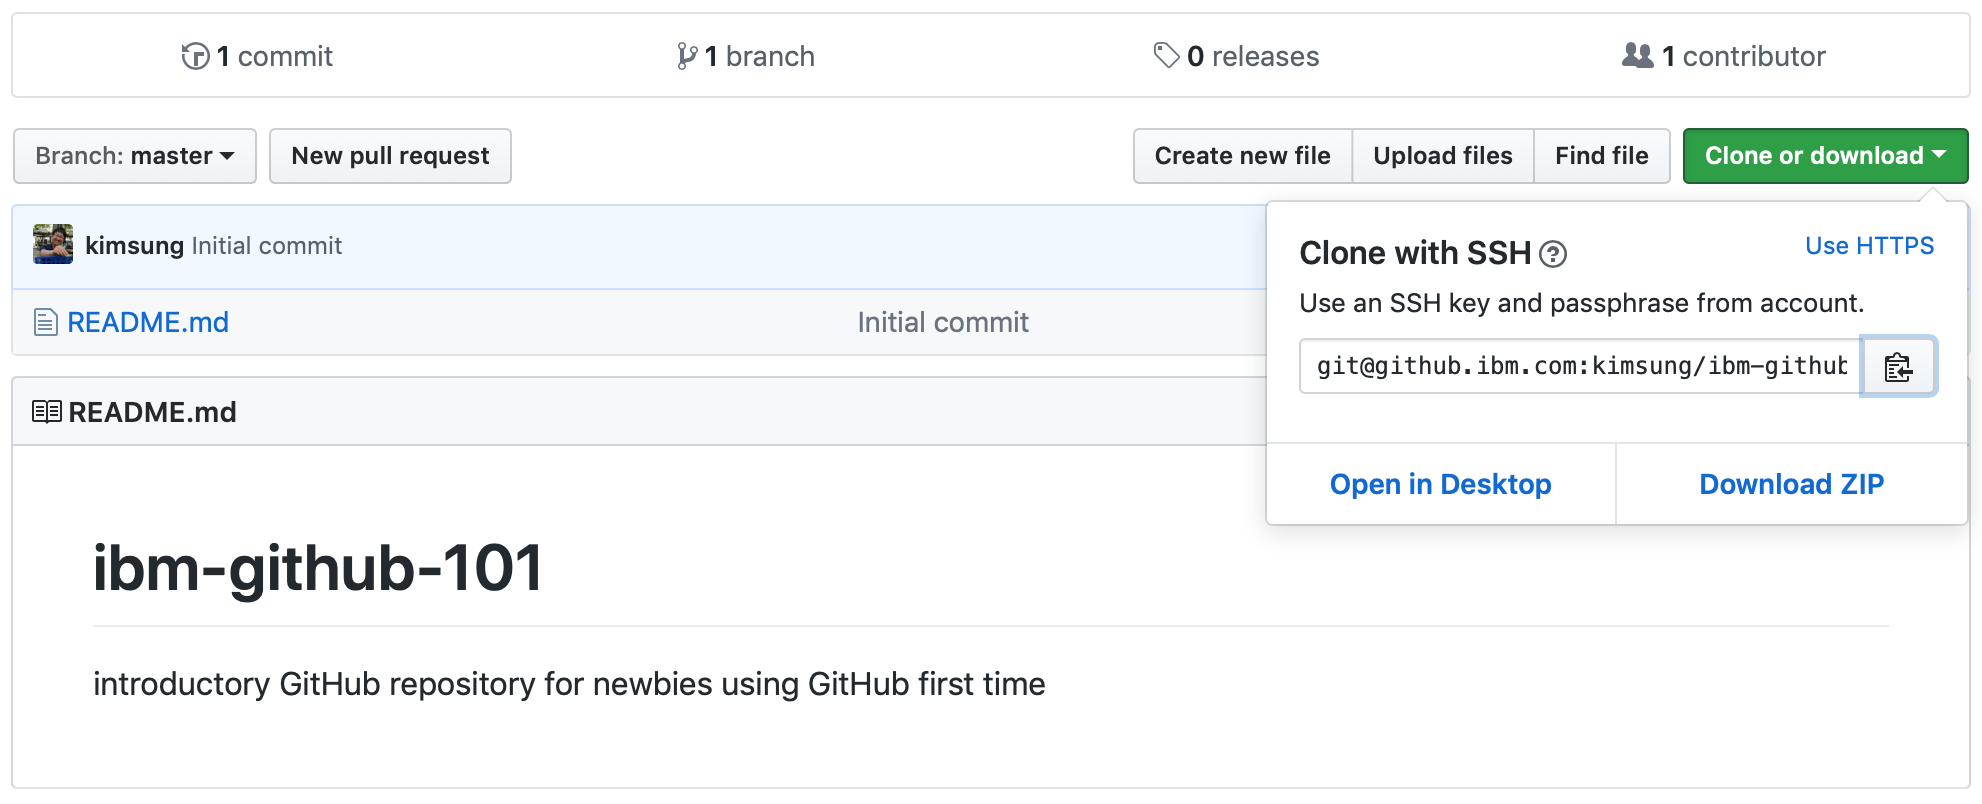 1 commit
1 branch
0 releases
1 contributor
Branch: master
New pull request
Create new file
Upload files
Find file
Clone or download
kimsung Initial commit
README.md
Initial commit
Clone with SSH ?
Use HTTPS
Use an SSH key and passphrase from account.
git@github.ibm.com:kimsung/ibm-github
Open in Desktop
Download ZIP
README.md
ibm-github-101
introductory GitHub repository for newbies using GitHub first time